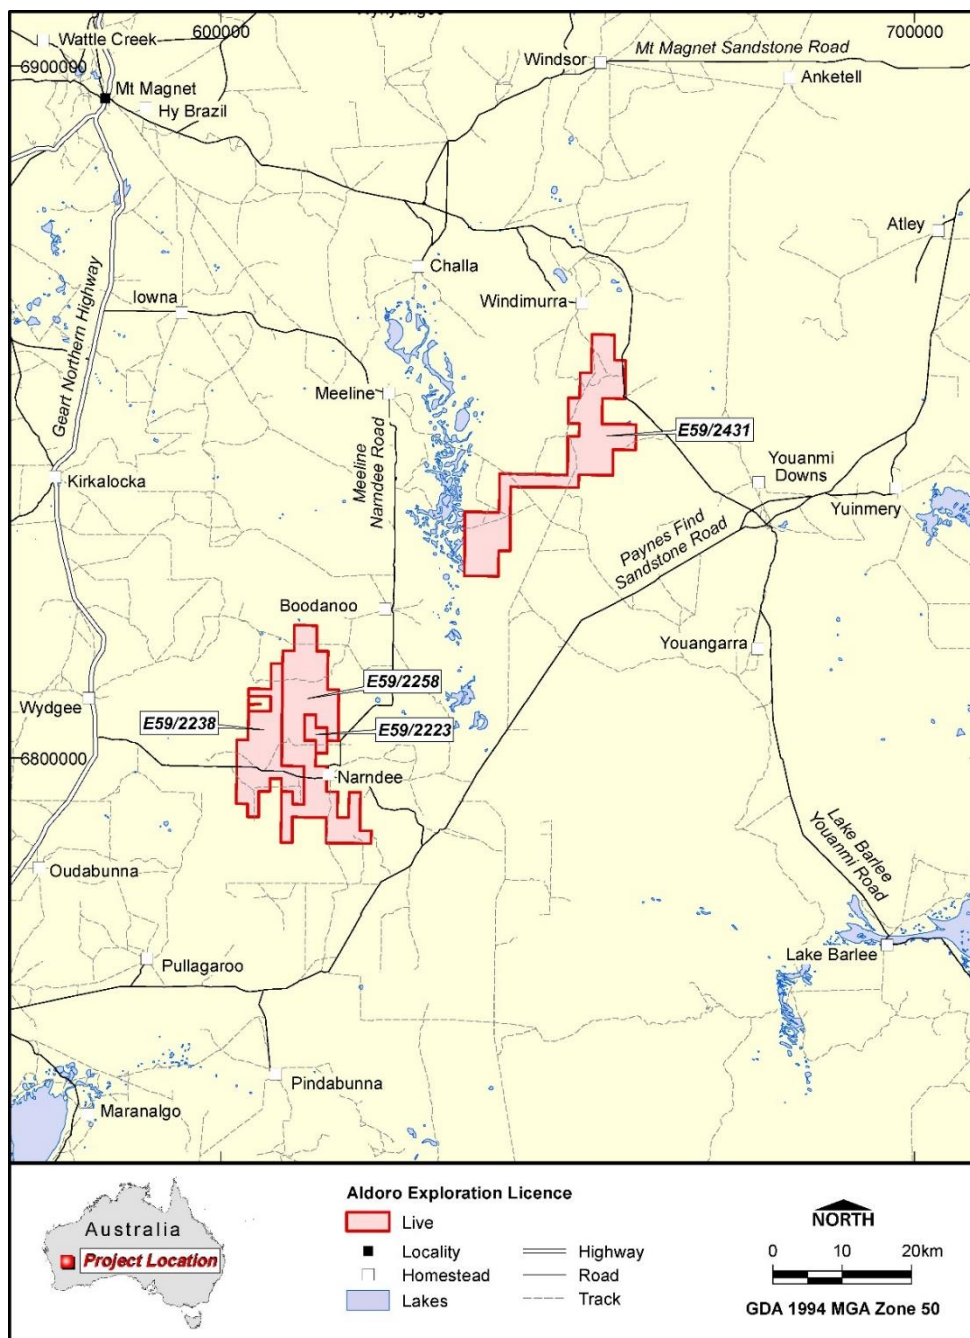 600000
700000
Wattle Creek
6900000
Mt Magnet
Hy Brazil
Windsor
Mt Magnet Sandstone Road
Anketell
Atley
Challa
Iowna
Windimurra
Geart Northern Highway
Meeline
Meeline
Narndee Road
E59/2431
Kirkalocka
Youanmi
Downs
Yuinmery
Paynes Find
Sandstone Road
Boodanoo
Youangarra
E59/2258
Wydgee
E59/2238
E59/2223
6800000
Narndee
Lake Barlee
Youanmi Road
Oudabunna
Lake Barlee
Pullagaroo
Pindabunna
Maranalgo
Australia
Project Location
Aldoro Exploration Licence
Live
Locality
Homestead
Lakes
Highway
Road
Track
NORTH
0 10 20km
GDA 1994 MGA Zone 50